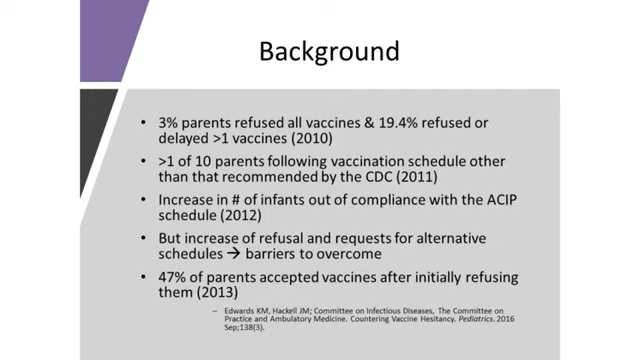 Background
• 3% parents refused all vaccines & 19.4% refused or
delayed >1 vaccines (2010)
• >1 of 10 parents following vaccination schedule other
than that recommended by the CDC (2011)
• Increase in # of infants out of compliance with the ACIP
schedule (2012)
• But increase of refusal and requests for alternative
schedules → barriers to overcome
• 47% of parents accepted vaccines after initially refusing
them (2013)
– Edwards KM, Hackell JM; Committee on Infectious Diseases, The Committee on
Practice and Ambulatory Medicine. Countering Vaccine Hesitancy. Pediatrics. 2016
Sep;138(3).